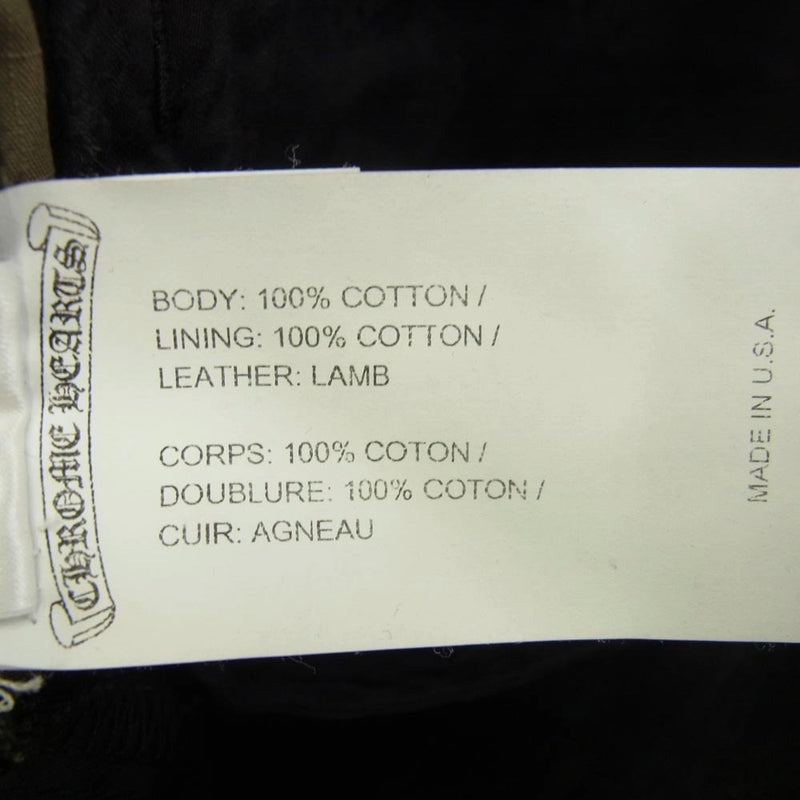 CHROME HEARTS
BODY: 100% COTTON /
LINING: 100% COTTON /
LEATHER: LAMB
CORPS: 100% COTON /
DOUBLURE: 100% COTON /
CUIR: AGNEAU
MADE IN U.S.A.